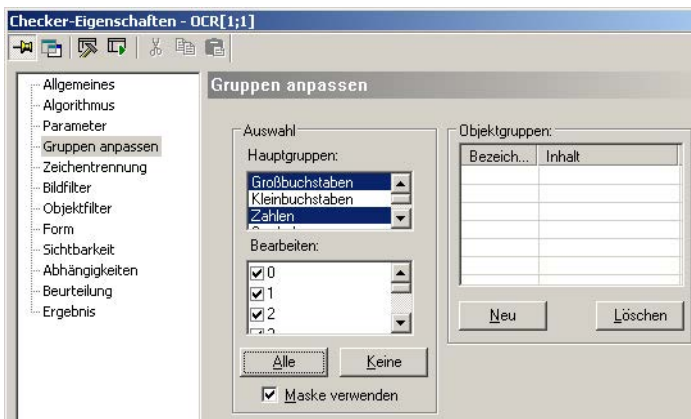 Checker-Eigenschaften - OCR[1;1]
Allgemeines
Algorithmus
Parameter
Gruppen anpassen
Zeichentrennung
Bildfilter
Objektfilter
Form
Sichtbarkeit
Abhängigkeiten
Beurteilung
Ergebnis
Gruppen anpassen
Auswahl
Hauptgruppen:
Großbuchstaben
Kleinbuchstaben
Zahlen
Bearbeiten:
0
1
2
Alle
Keine
Maske verwenden
Objektgruppen:
Bezeich... Inhalt
Neu
Löschen